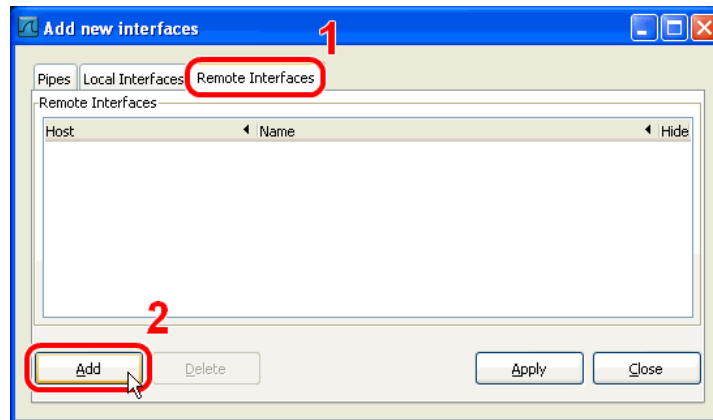 Add new interfaces
1
Pipes Local Interfaces Remote Interfaces
Remote Interfaces
Host Name Hide
2
Add Delete Apply Close